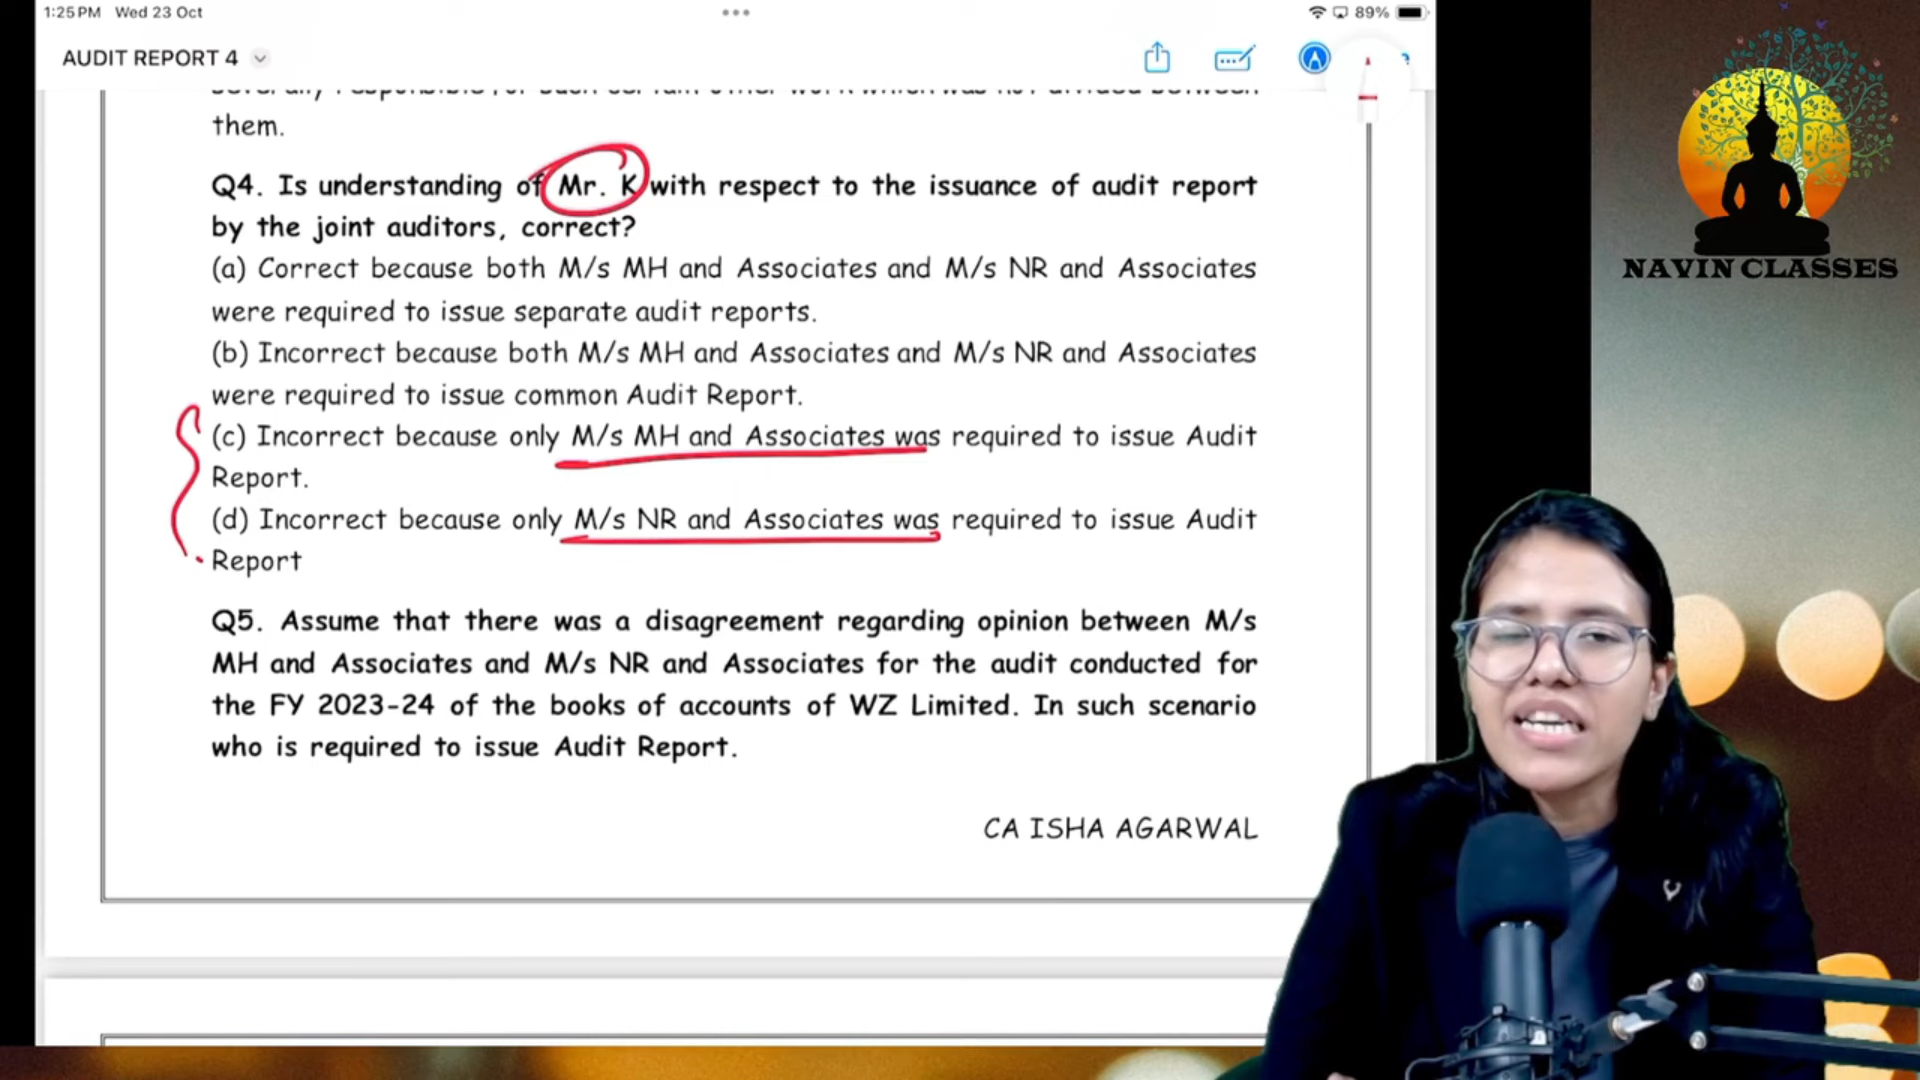 1:25 PM Wed 23 Oct
89%
AUDIT REPORT 4
them.
Q4. Is understanding of Mr. K with respect to the issuance of audit report
by the joint auditors, correct?
(a) Correct because both M/s MH and Associates and M/s NR and Associates
were required to issue separate audit reports.
(b) Incorrect because both M/s MH and Associates and M/s NR and Associates
were required to issue common Audit Report.
(c) Incorrect because only M/s MH and Associates was required to issue Audit
Report.
(d) Incorrect because only M/s NR and Associates was required to issue Audit
Report
Q5. Assume that there was a disagreement regarding opinion between M/s
MH and Associates and M/s NR and Associates for the audit conducted for
the FY 2023-24 of the books of accounts of WZ Limited. In such scenario
who is required to issue Audit Report.
CA ISHA AGARWAL
NAVIN CLASSES